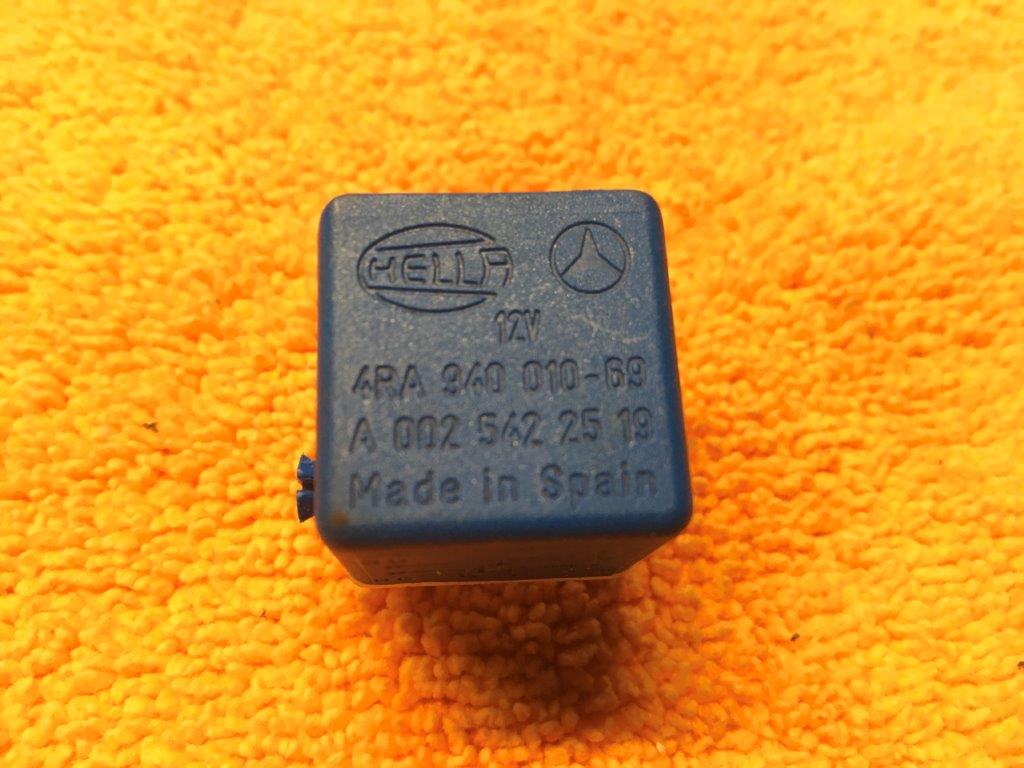 HELLA
12V
4RA 940 010-69
A 002 542 25 19
Made in Spain